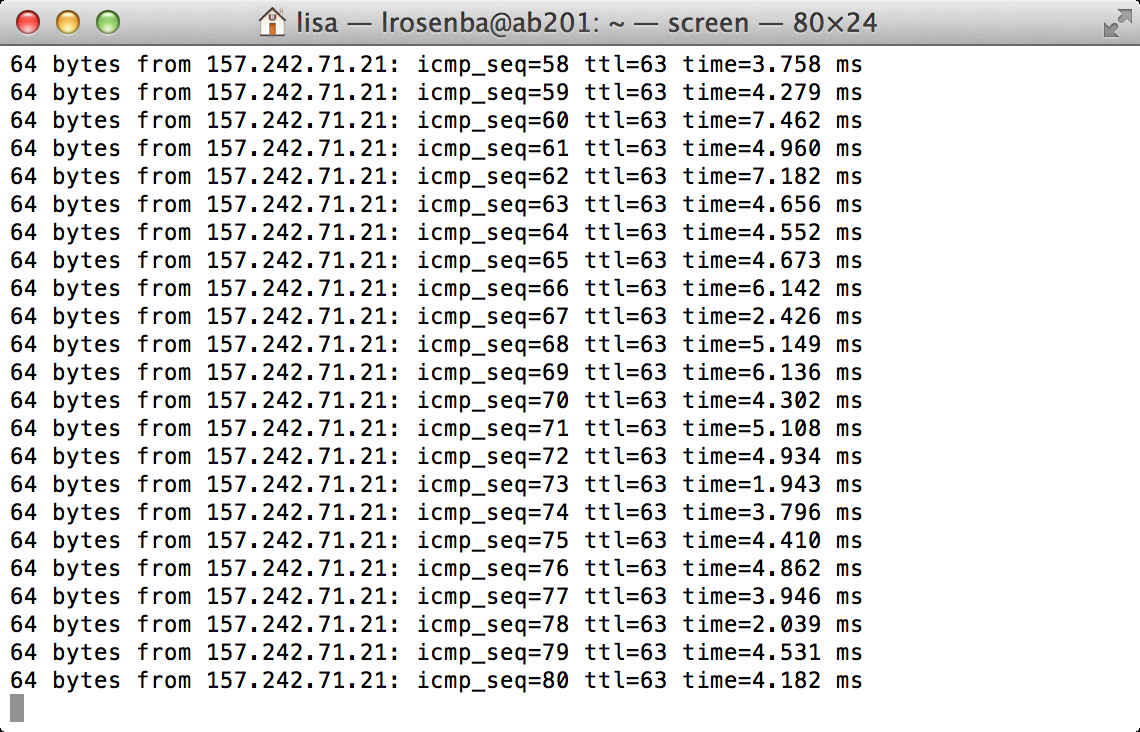 lisa — lrosenba@ab201: ~ — screen — 80×24
64 bytes from 157.242.71.21: icmp_seq=58 ttl=63 time=3.758 ms
64 bytes from 157.242.71.21: icmp_seq=59 ttl=63 time=4.279 ms
64 bytes from 157.242.71.21: icmp_seq=60 ttl=63 time=7.462 ms
64 bytes from 157.242.71.21: icmp_seq=61 ttl=63 time=4.960 ms
64 bytes from 157.242.71.21: icmp_seq=62 ttl=63 time=7.182 ms
64 bytes from 157.242.71.21: icmp_seq=63 ttl=63 time=4.656 ms
64 bytes from 157.242.71.21: icmp_seq=64 ttl=63 time=4.552 ms
64 bytes from 157.242.71.21: icmp_seq=65 ttl=63 time=4.673 ms
64 bytes from 157.242.71.21: icmp_seq=66 ttl=63 time=6.142 ms
64 bytes from 157.242.71.21: icmp_seq=67 ttl=63 time=2.426 ms
64 bytes from 157.242.71.21: icmp_seq=68 ttl=63 time=5.149 ms
64 bytes from 157.242.71.21: icmp_seq=69 ttl=63 time=6.136 ms
64 bytes from 157.242.71.21: icmp_seq=70 ttl=63 time=4.302 ms
64 bytes from 157.242.71.21: icmp_seq=71 ttl=63 time=5.108 ms
64 bytes from 157.242.71.21: icmp_seq=72 ttl=63 time=4.934 ms
64 bytes from 157.242.71.21: icmp_seq=73 ttl=63 time=1.943 ms
64 bytes from 157.242.71.21: icmp_seq=74 ttl=63 time=3.796 ms
64 bytes from 157.242.71.21: icmp_seq=75 ttl=63 time=4.410 ms
64 bytes from 157.242.71.21: icmp_seq=76 ttl=63 time=4.862 ms
64 bytes from 157.242.71.21: icmp_seq=77 ttl=63 time=3.946 ms
64 bytes from 157.242.71.21: icmp_seq=78 ttl=63 time=2.039 ms
64 bytes from 157.242.71.21: icmp_seq=79 ttl=63 time=4.531 ms
64 bytes from 157.242.71.21: icmp_seq=80 ttl=63 time=4.182 ms